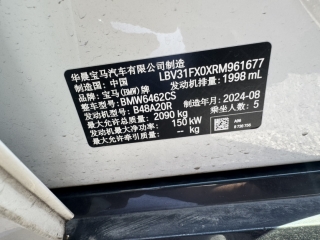 华晨宝马汽车有限公司制造
中国 制造 LBV31FX0XRM961677
品牌：宝马(BMW)牌 发动机排量：1998 mL
整车型号：BMW6462CS
发动机型号：B48A20R 制造年月：2024-08
最大允许总质量：2090 kg 乘坐人数：5
发动机最大净功率：150 kW
最大允许牵引质量：-- kg